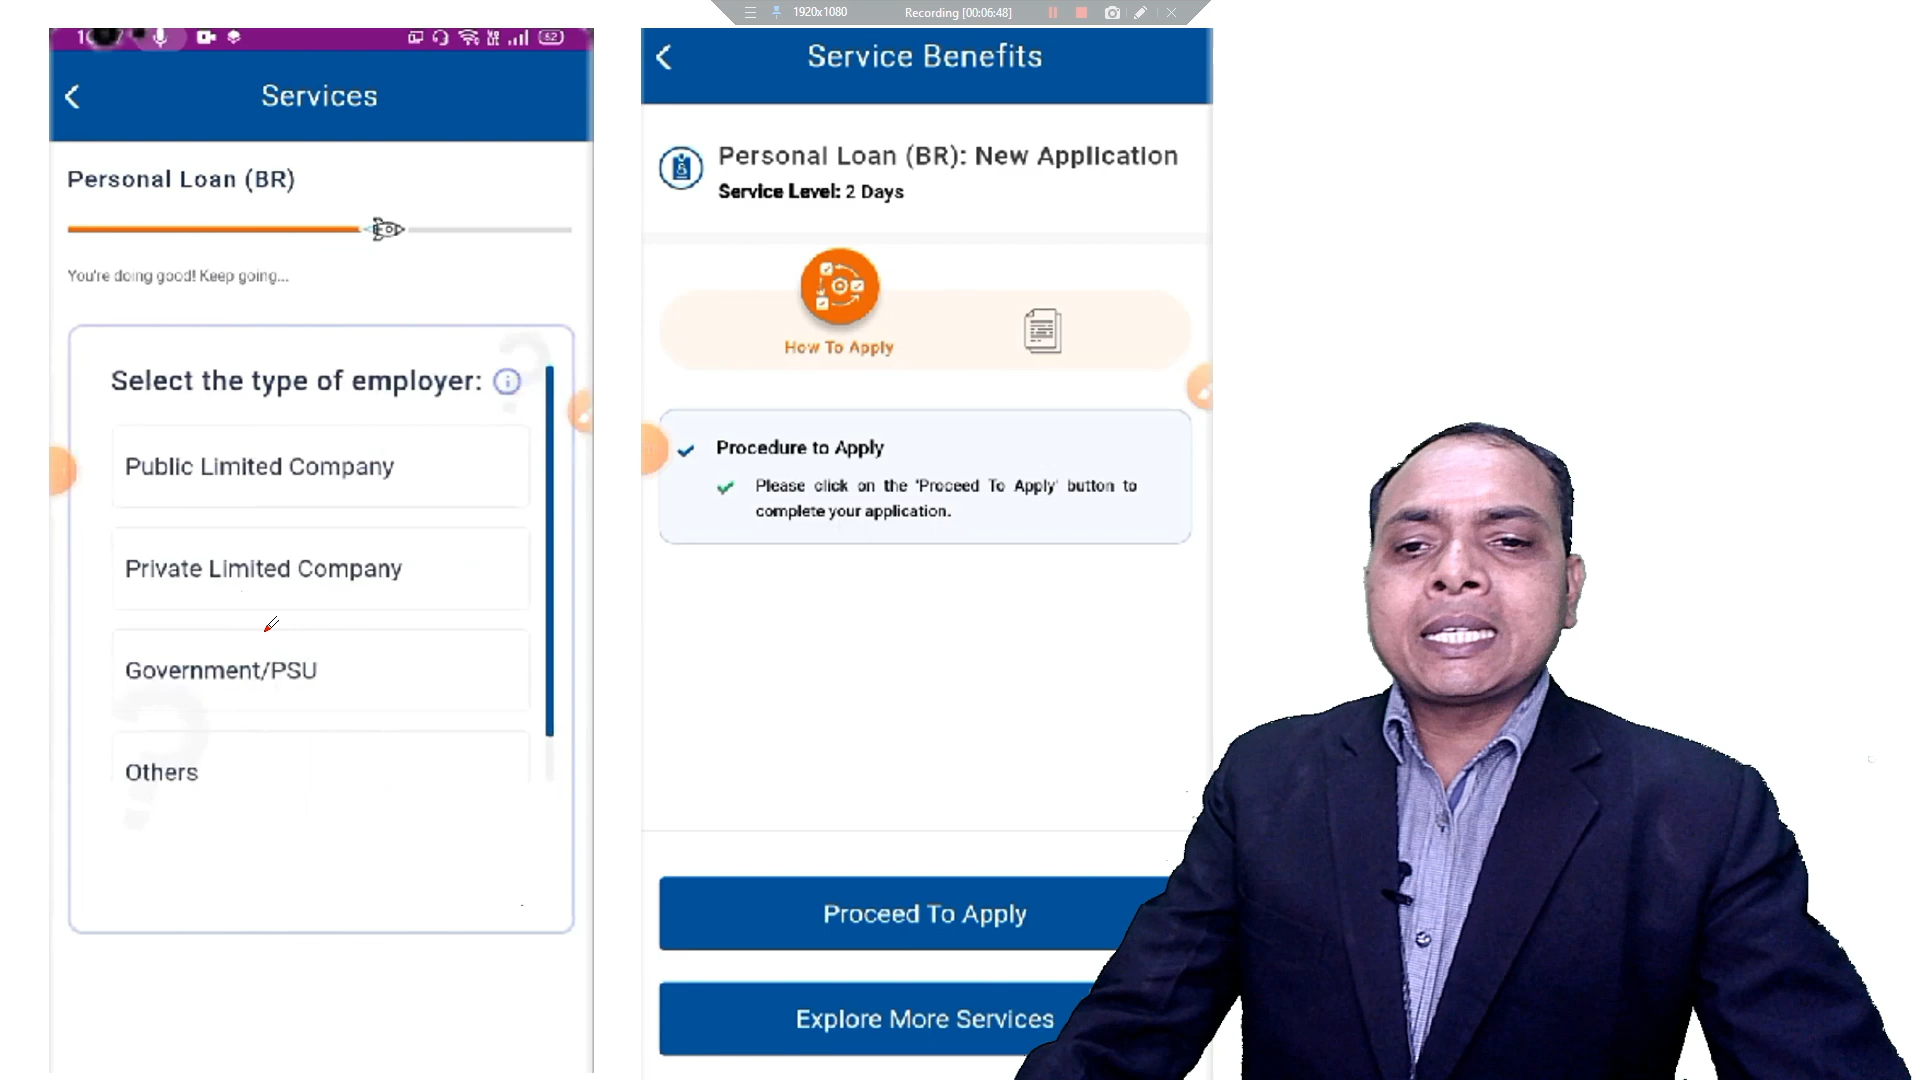 1920x1080
Recording [00:06:48]
62
Services
Personal Loan (BR)
You're doing good! Keep going...
Select the type of employer:
Public Limited Company
Private Limited Company
Government/PSU
Others
Service Benefits
Personal Loan (BR): New Application
Service Level: 2 Days
How To Apply
Procedure to Apply
Please click on the 'Proceed To Apply' button to
complete your application.
Proceed To Apply
Explore More Services